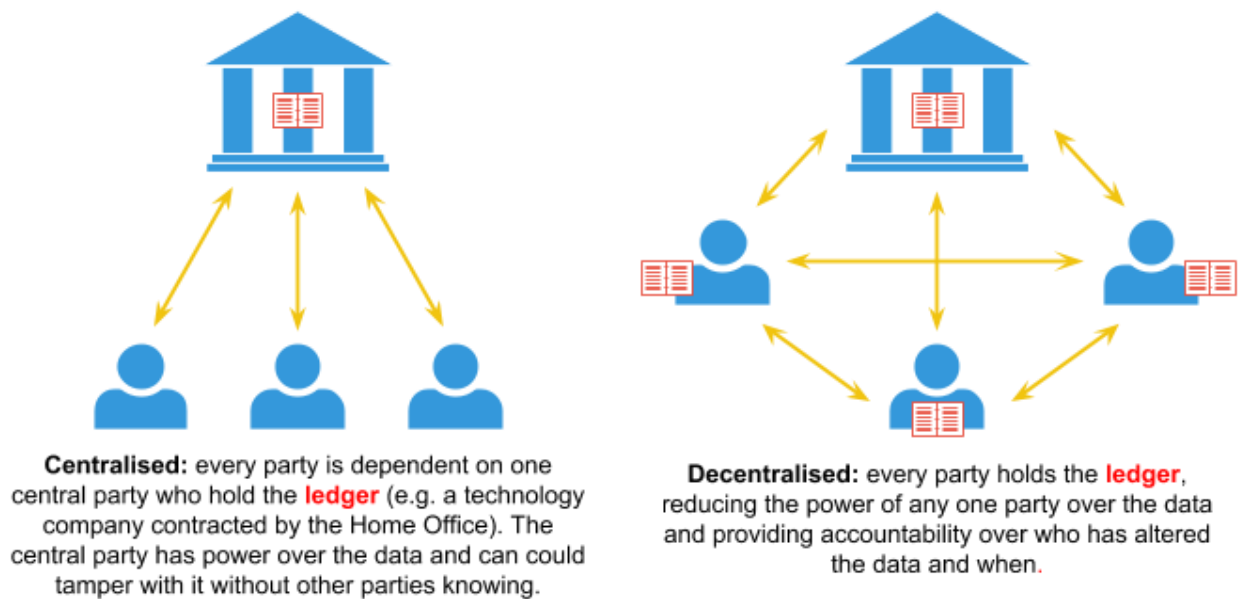 Centralised: every party is dependent on one
central party who hold the ledger (e.g. a technology
company contracted by the Home Office). The
central party has power over the data and can could
tamper with it without other parties knowing.
Decentralised: every party holds the ledger,
reducing the power of any one party over the data
and providing accountability over who has altered
the data and when.